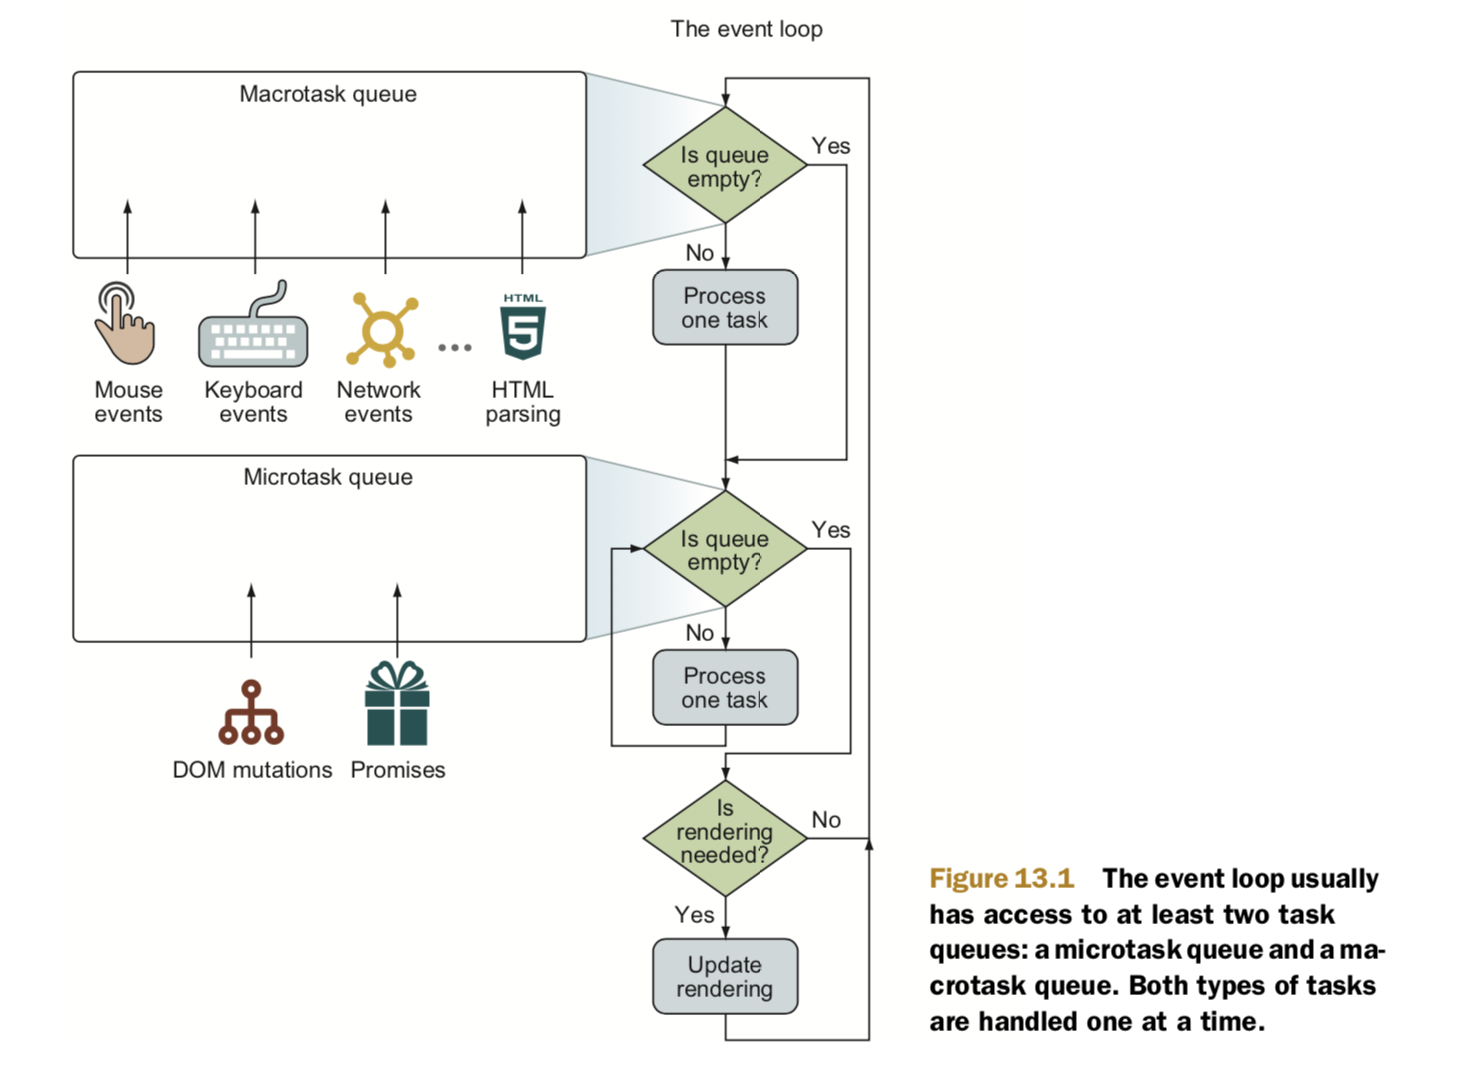 The event loop
Macrotask queue
Is queue
empty?
Yes
No
Process
one task
HTML
5
Mouse
events
Keyboard
events
Network
events
...
HTML
parsing
Microtask queue
Is queue
empty?
Yes
No
Process
one task
DOM mutations
Promises
Is
rendering
needed?
No
Yes
Update
rendering
Figure 13.1 The event loop usually
has access to at least two task
queues: a microtask queue and a ma-
crotask queue. Both types of tasks
are handled one at a time.